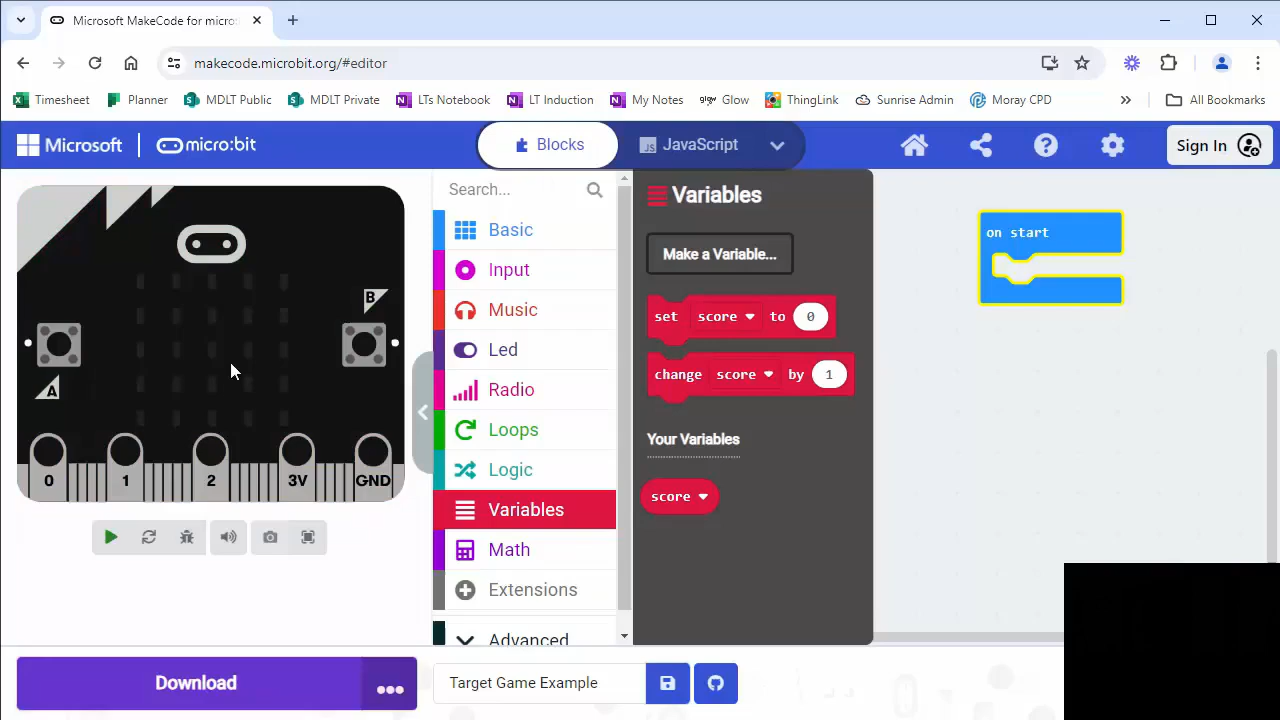 Microsoft MakeCode for micro:
makecode.microbit.org/#editor
Timesheet
Planner
MDLT Public
MDLT Private
LTs Notebook
LT Induction
My Notes
glow Glow
ThingLink
Sunrise Admin
Moray CPD
All Bookmarks
Microsoft
micro:bit
Blocks
JavaScript
Sign In
Search...
Basic
Input
Music
Led
Radio
Loops
Logic
Variables
Math
Extensions
Advanced
Variables
Make a Variable...
set score to 0
change score by 1
Your Variables
score
on start
B
A
0 1 2 3V GND
Download
Target Game Example